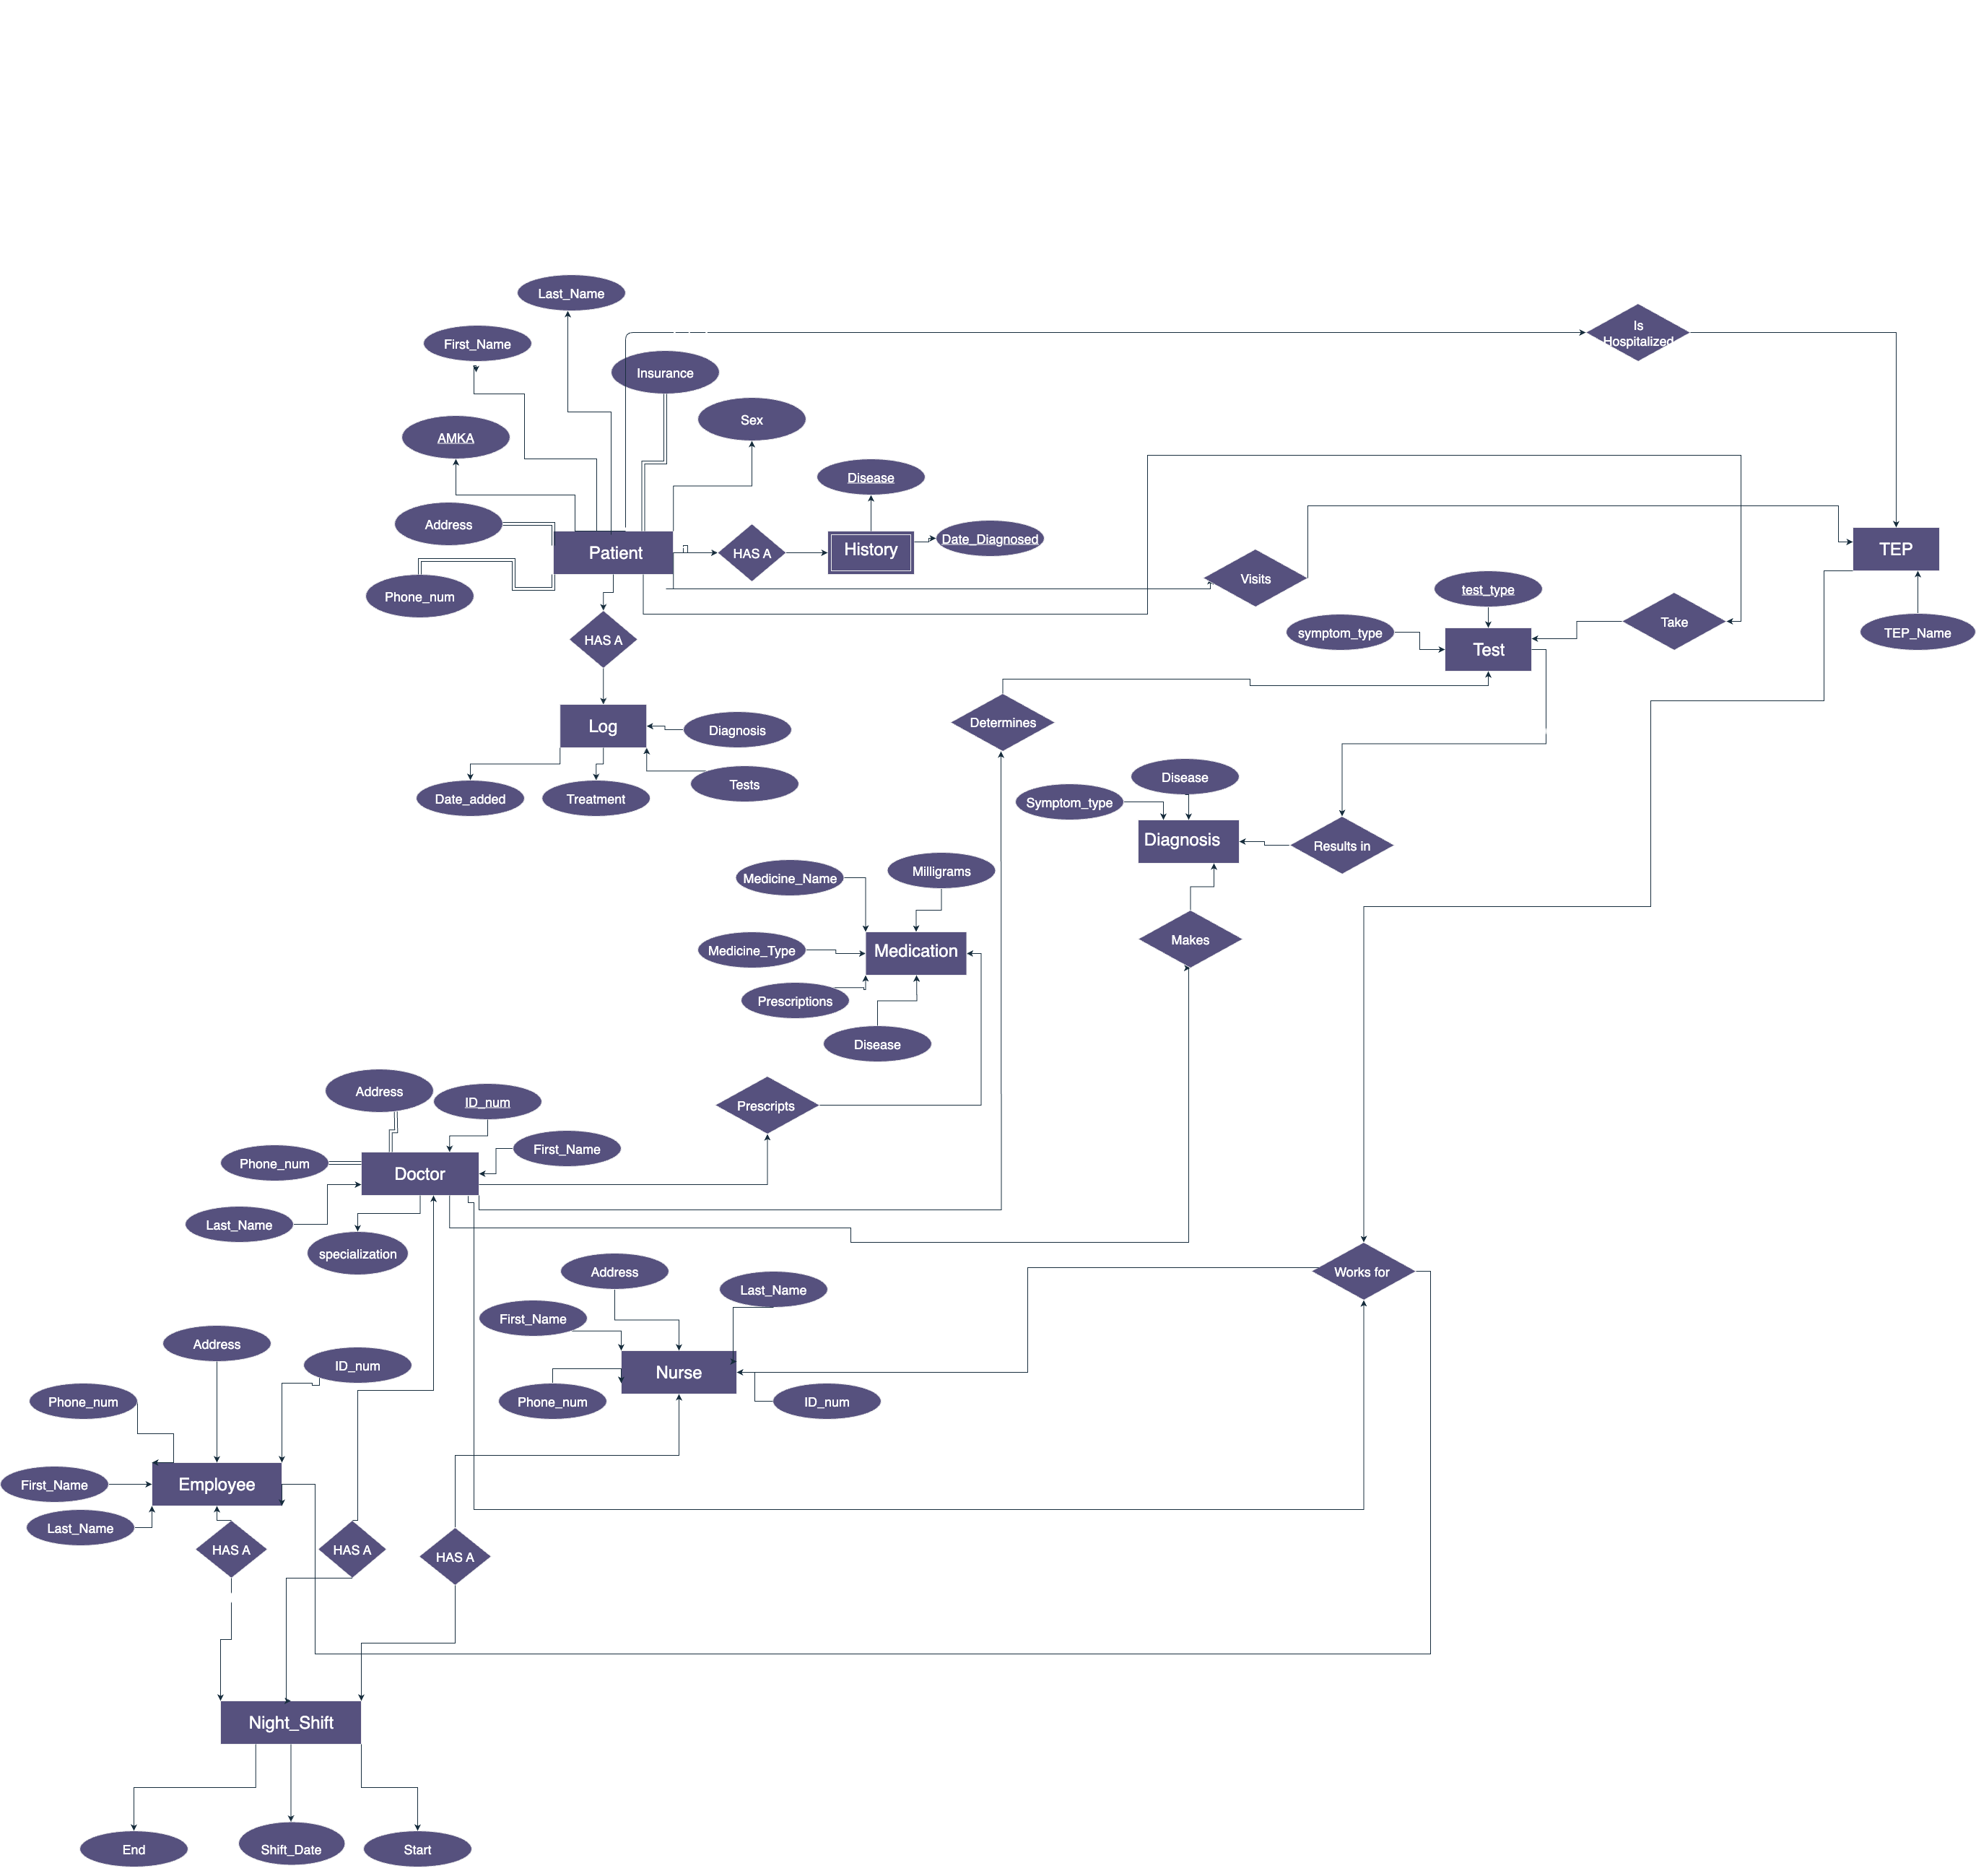 Last_Name
Is
Hospitalized
First_Name
Insurance
Sex
AMKA
Disease
Address
Date_Diagnosed
Patient
HAS A
History
TEP
Visits
test_type
Phone_num
symptom_type
Take
TEP_Name
HAS A
Test
Log
Diagnosis
Determines
Disease
Tests
Date_added
Treatment
Symptom_type
Diagnosis
Results in
Milligrams
Medicine_Name
Makes
Medicine_Type
Medication
Prescriptions
Disease
Address
ID_num
Prescripts
First_Name
Phone_num
Doctor
Last_Name
specialization
Address
Works for
Last_Name
First_Name
Address
ID_num
Nurse
Phone_num
Phone_num
ID_num
First_Name
Employee
Last_Name
HAS A
HAS A
HAS A
Night_Shift
End
Shift_Date
Start